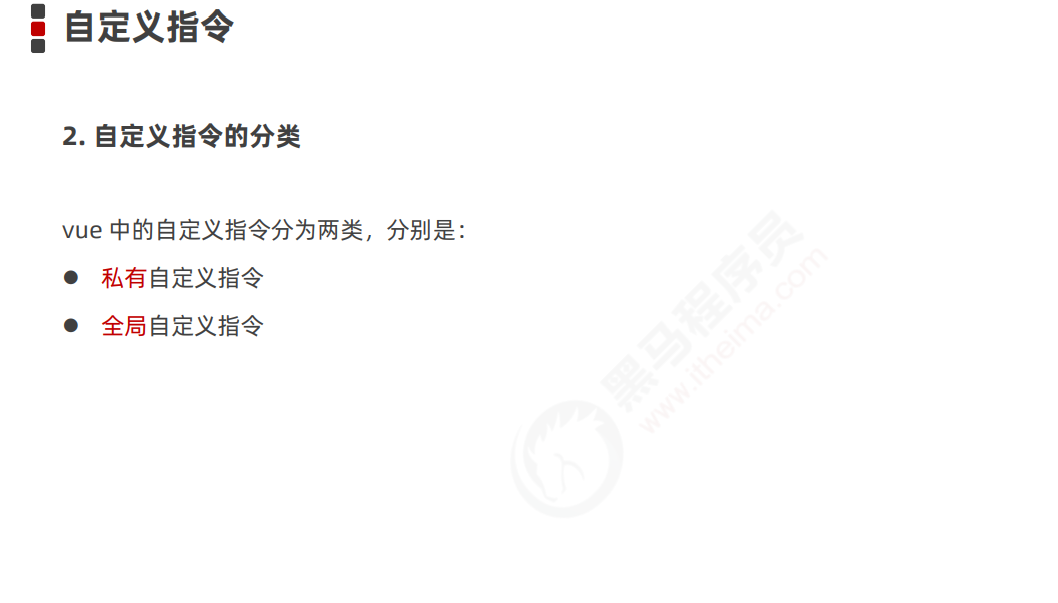 自定义指令
2. 自定义指令的分类
vue 中的自定义指令分为两类，分别是：
● 私有自定义指令
● 全局自定义指令
黑马程序员
www.itheima.com